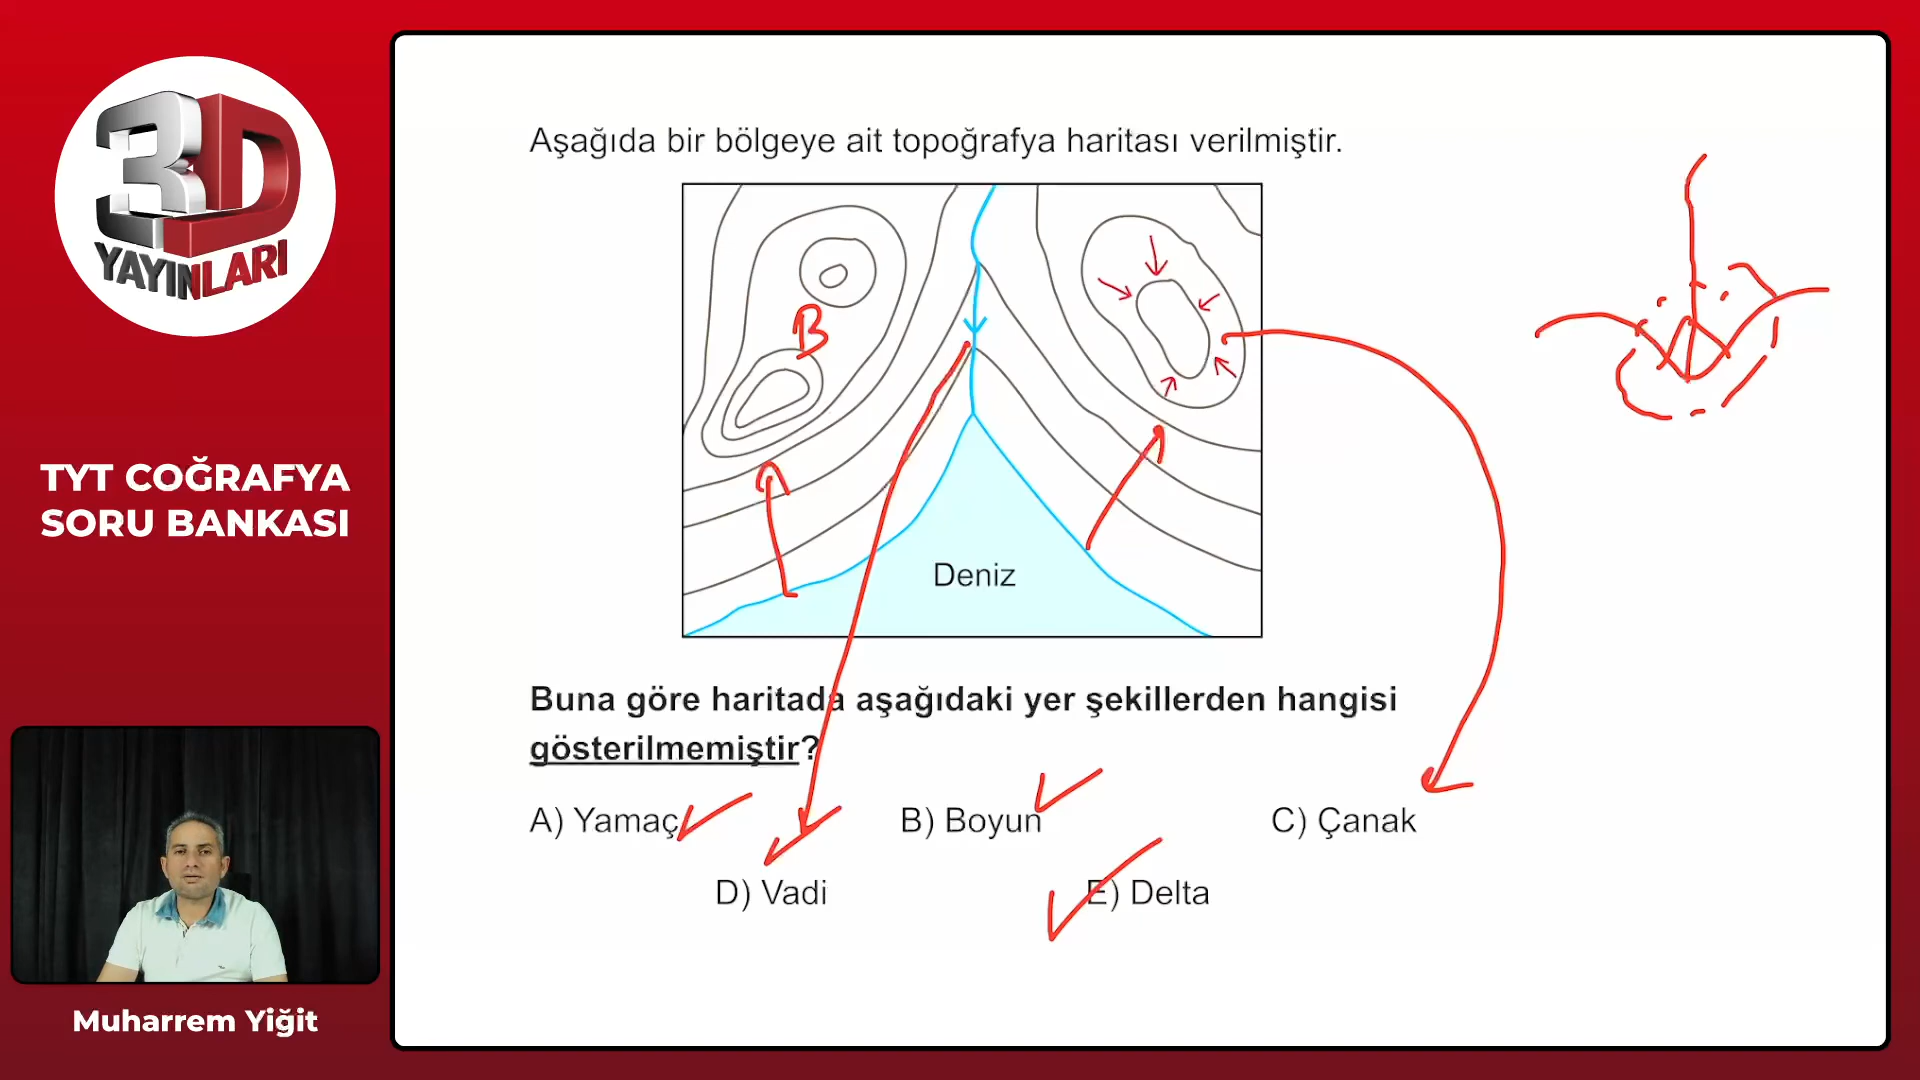 3D
YAYINLARI
TYT COĞRAFYA
SORU BANKASI
Muharrem Yiğit
Aşağıda bir bölgeye ait topoğrafya haritası verilmiştir.
B
Deniz
Buna göre haritada aşağıdaki yer şekillerden hangisi
gösterilmemiştir?
A) Yamaç
B) Boyun
C) Çanak
D) Vadi
E) Delta